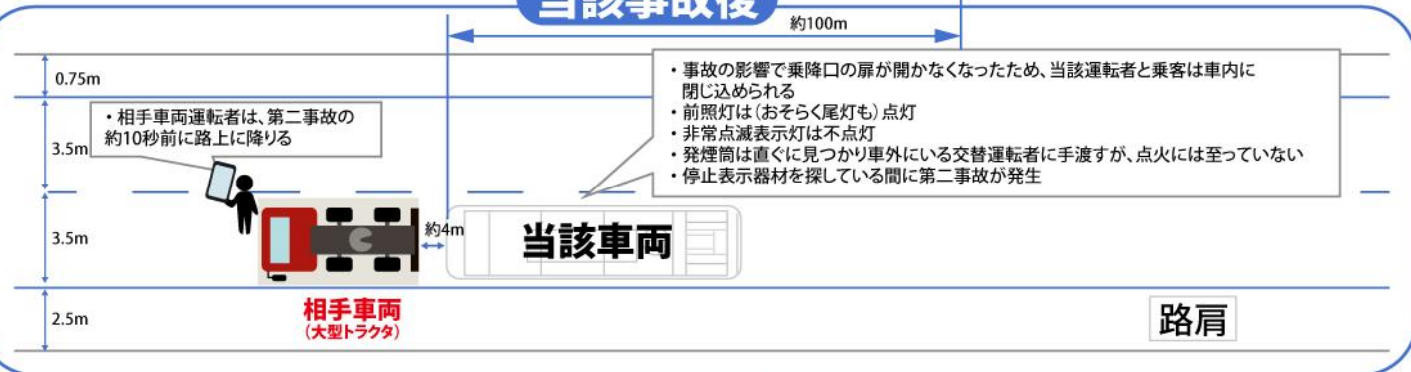 当該事故後
約100m
0.75m
・事故の影響で乗降口の扉が開かなくなったため、当該運転者と乗客は車内に
閉じ込められる
・前照灯は(おそらく尾灯も)点灯
・非常点滅表示灯は不点灯
・発煙筒は直ぐに見つかり車外にいる交替運転者に手渡すが、点火には至っていない
・停止表示器材を探している間に第二事故が発生
・相手車両運転者は、第二事故の
約10秒前に路上に降りる
3.5m
約4m
当該車両
3.5m
相手車両
(大型トラクタ)
2.5m
路肩